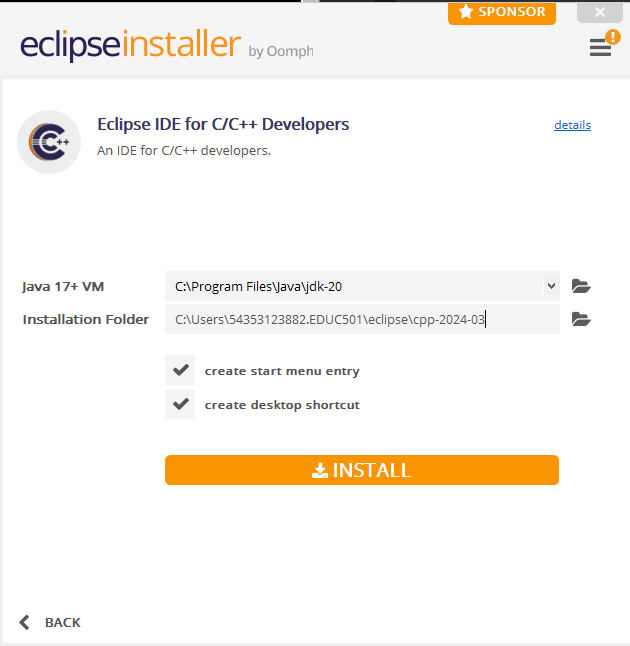 SPONSOR
eclipseinstaller by Oomph
Eclipse IDE for C/C++ Developers
details
An IDE for C/C++ developers.
Java 17+ VM
C:\Program Files\Java\jdk-20
Installation Folder
C:\Users\54353123882.EDUC501\eclipse\cpp-2024-03
create start menu entry
create desktop shortcut
INSTALL
BACK